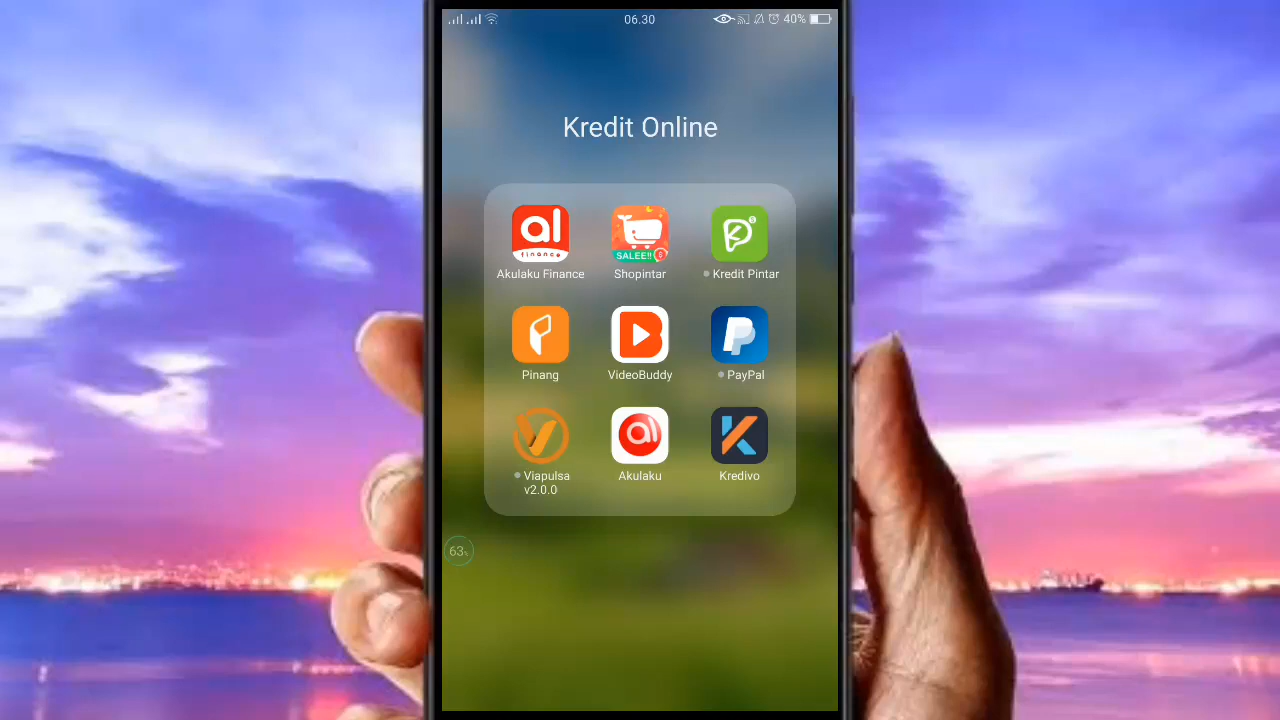 06.30
40%
Kredit Online
al
finance
SALEE!!
Akulaku Finance
Shopintar
Kredit Pintar
Pinang
VideoBuddy
PayPal
Viapulsa
v2.0.0
Akulaku
Kredivo
63%